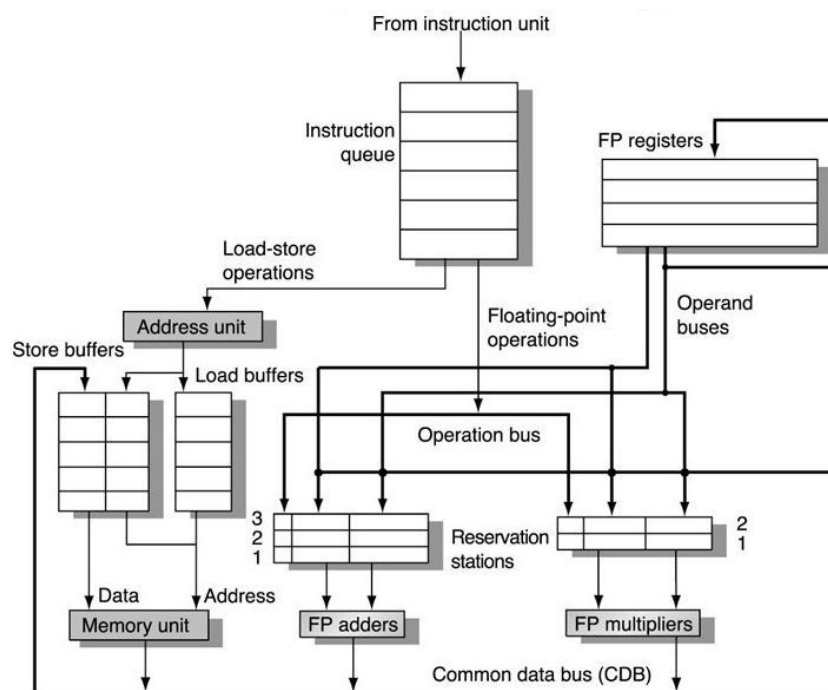 From instruction unit
Instruction
queue
FP registers
Load-store
operations
Address unit
Floating-point
operations
Operand
buses
Store buffers
Load buffers
Operation bus
3
2
1
Reservation
stations
2
1
Data
Address
Memory unit
FP adders
FP multipliers
Common data bus (CDB)